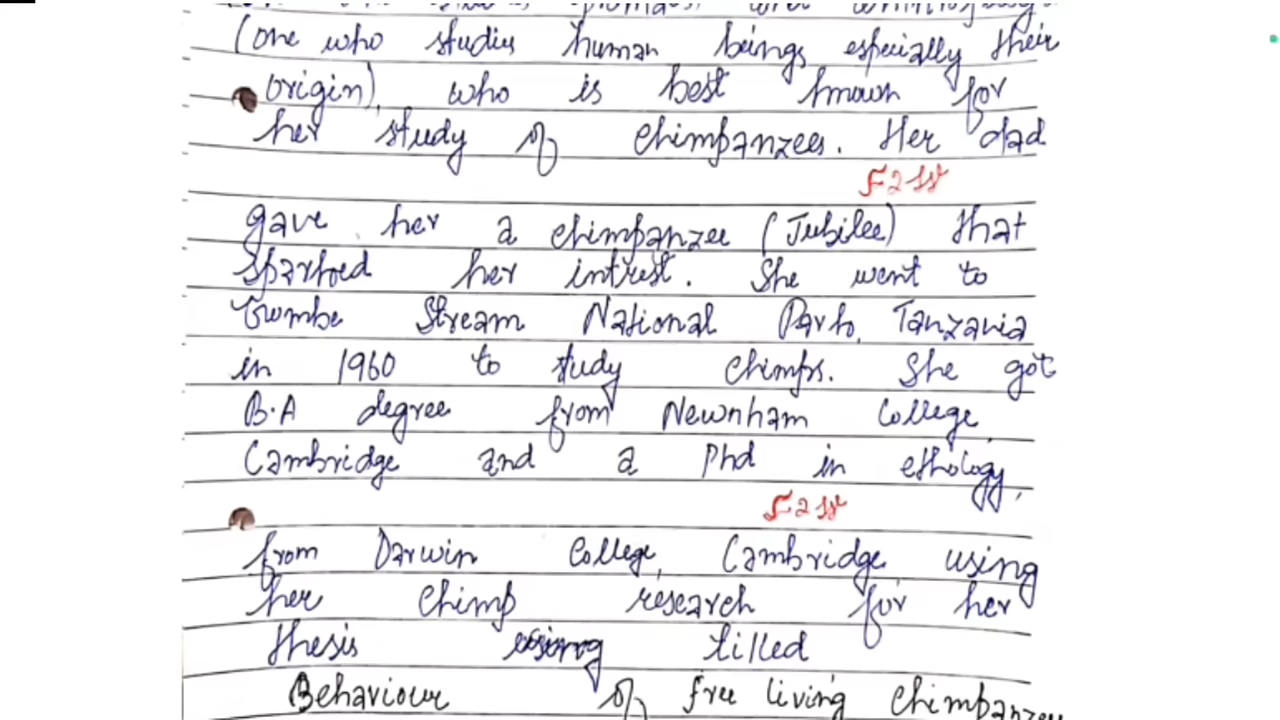 (one who studies human beings especially their
origin), who is best known for
her study of chimpanzees. Her dad
gave her a chimpanzee (Jubilee) that
sparked her intrest. She went to
Gombe Stream National Park, Tanzania
in 1960 to study chimps. She got
B.A degree from Newnham College,
Cambridge and a Phd in ethology,
from Darwin College, Cambridge using
her chimp research for her
thesis titled
Behaviour of free living chimpanzees